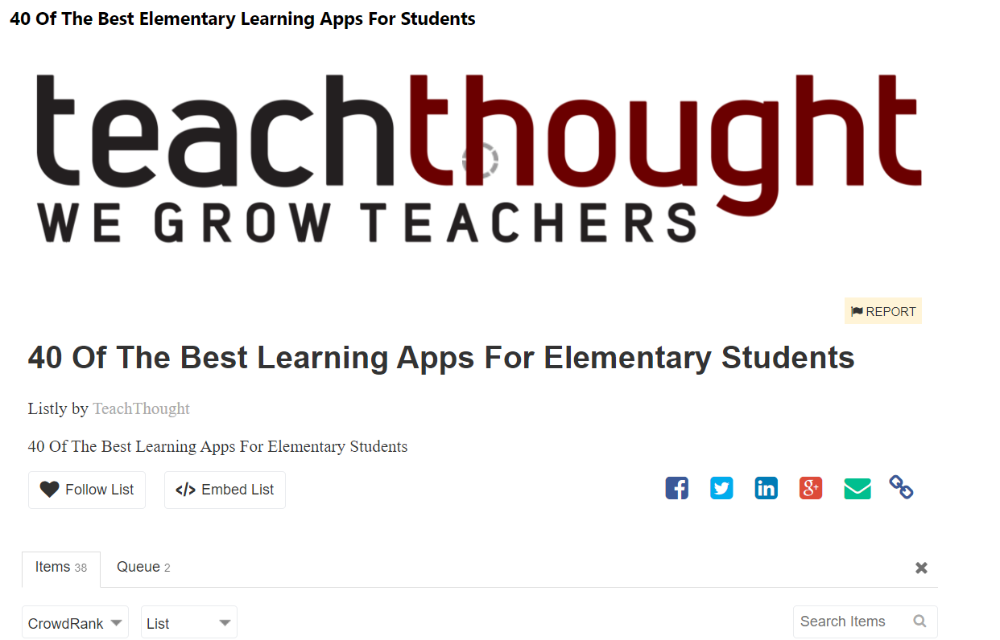 40 Of The Best Elementary Learning Apps For Students
teachthought
WE GROW TEACHERS
REPORT
40 Of The Best Learning Apps For Elementary Students
Listly by TeachThought
40 Of The Best Learning Apps For Elementary Students
Follow List </> Embed List
Items 38 Queue 2
CrowdRank List Search Items